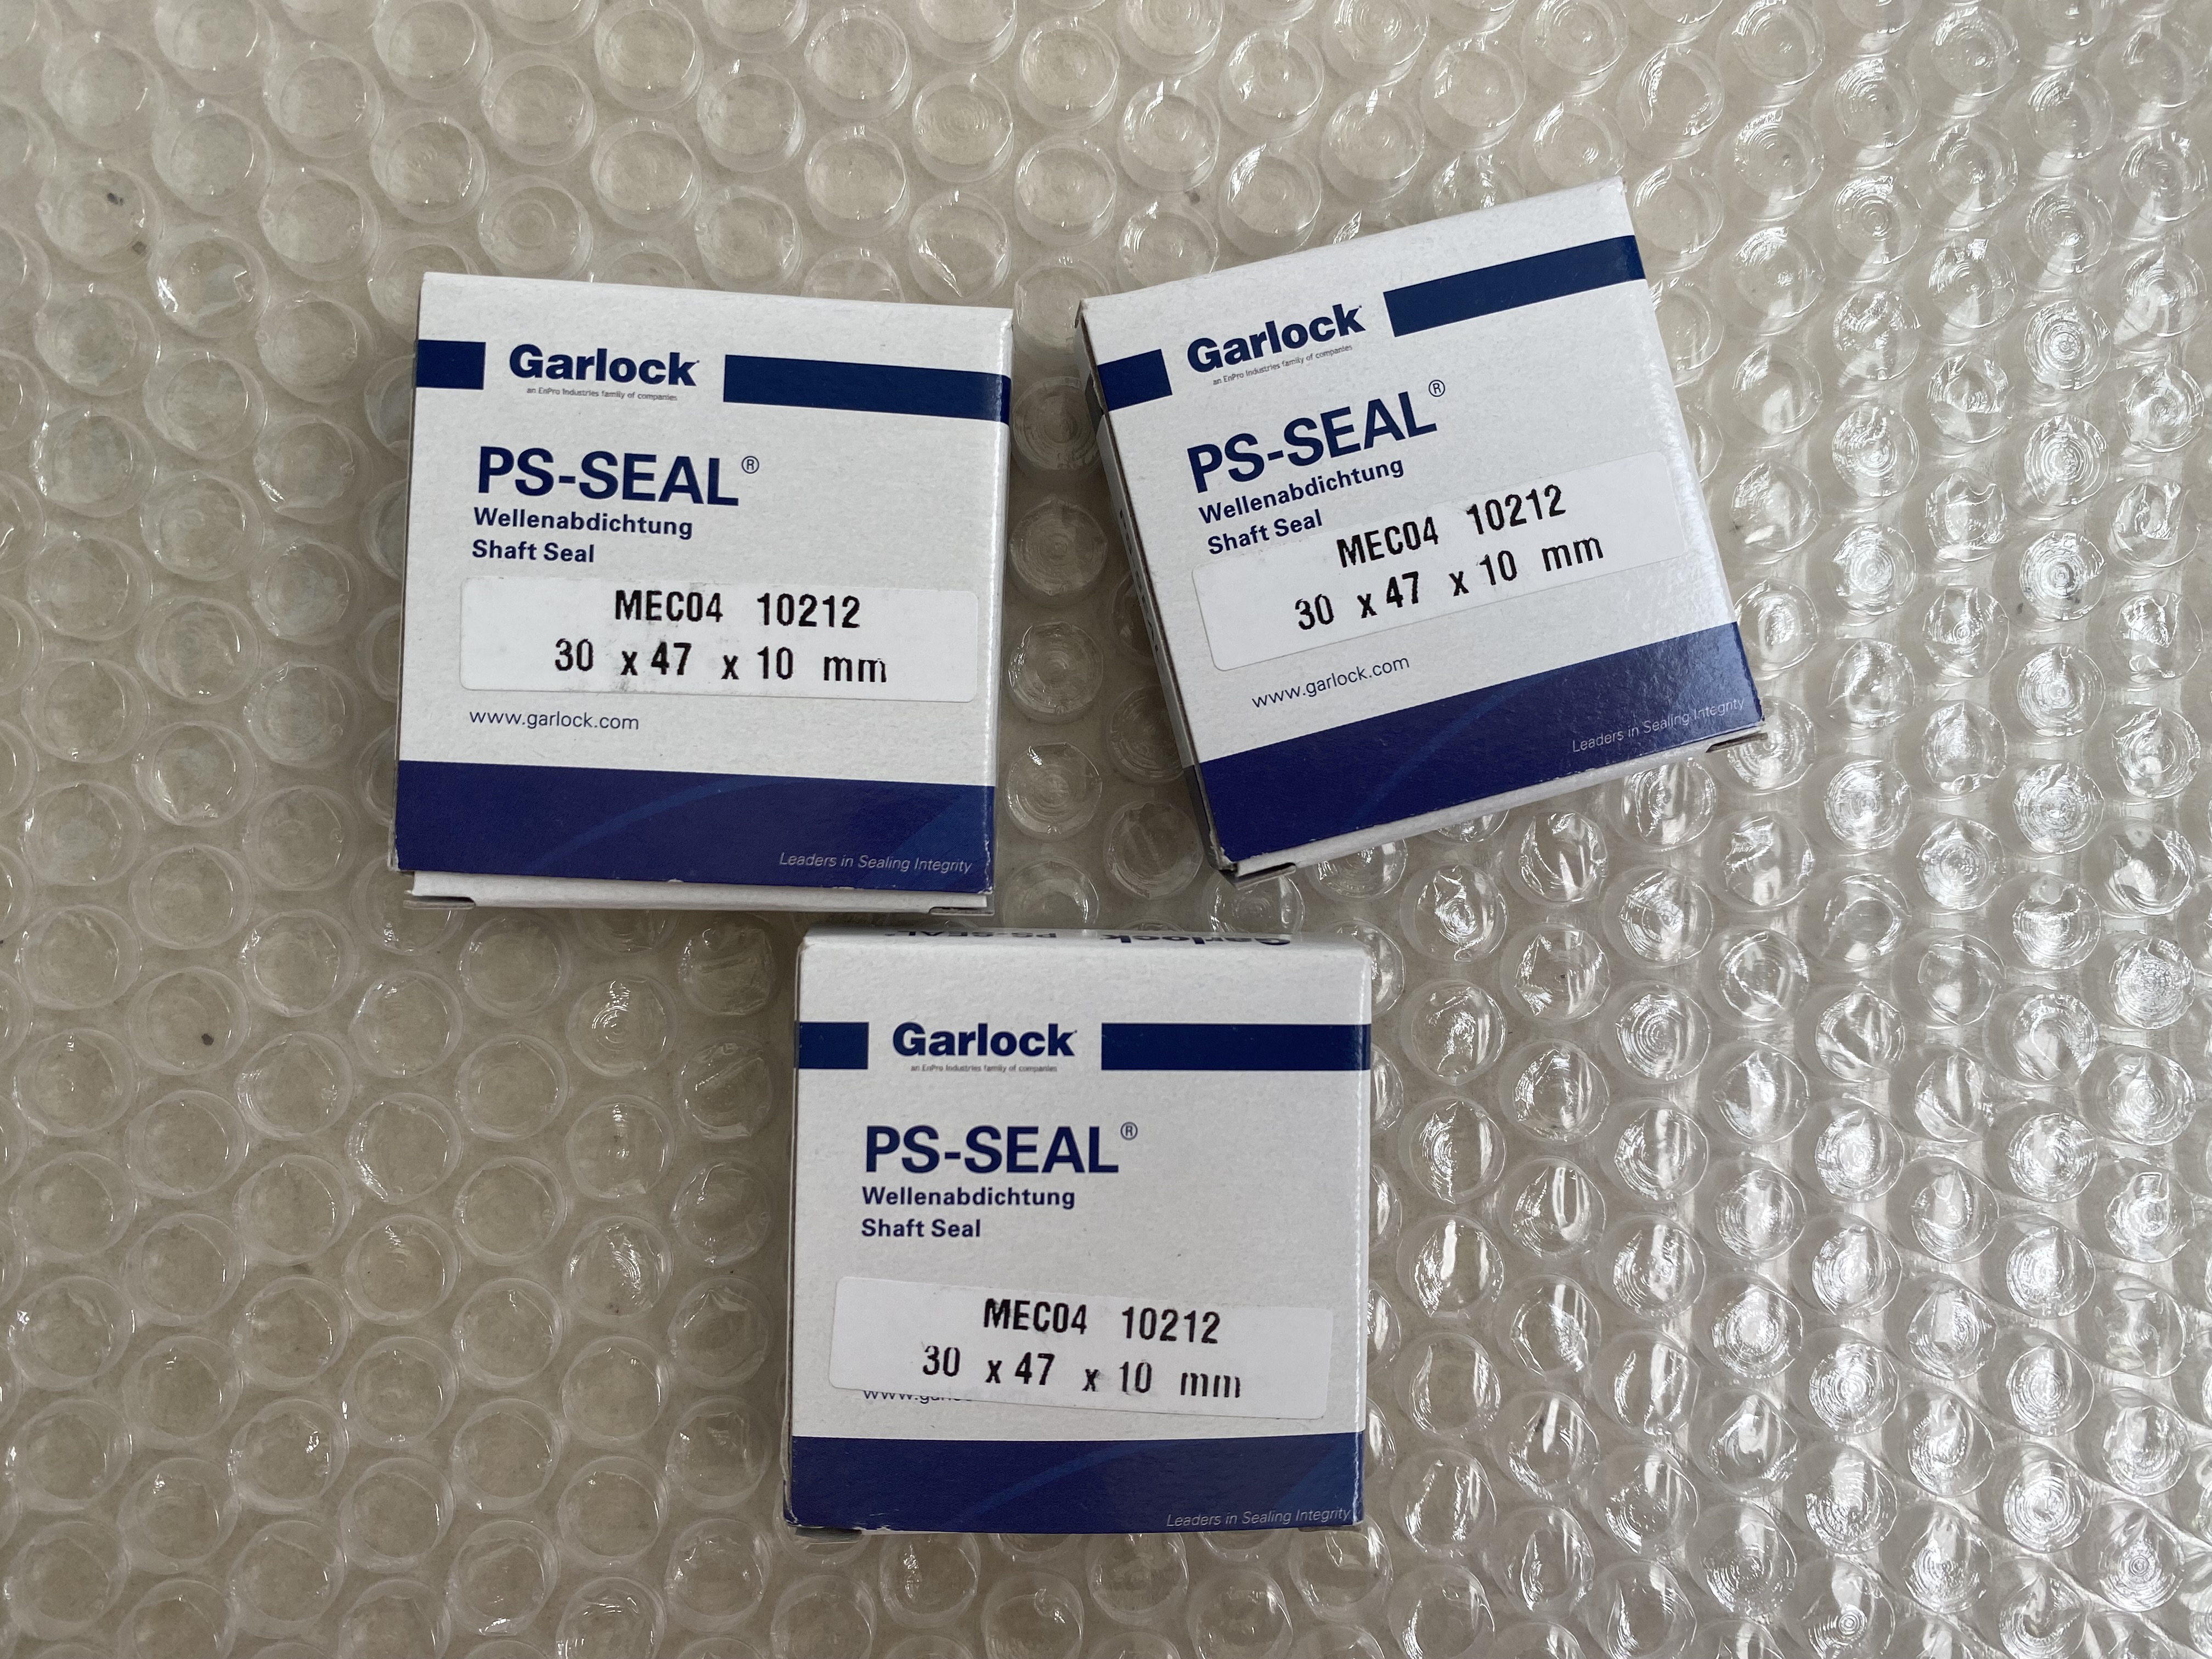 Garlock
an EnPro Industries family of companies
PS-SEAL®
Wellenabdichtung
Shaft Seal
MEC04 10212
30 x 47 x 10 mm
www.garlock.com
Leaders in Sealing Integrity
Garlock
an EnPro Industries family of companies
PS-SEAL®
Wellenabdichtung
Shaft Seal
MEC04 10212
30 x 47 x 10 mm
www.garlock.com
Leaders in Sealing Integrity
Garlock PS-SEAL
Garlock
an EnPro Industries family of companies
PS-SEAL®
Wellenabdichtung
Shaft Seal
MEC04 10212
30 x 47 x 10 mm
Leaders in Sealing Integrity